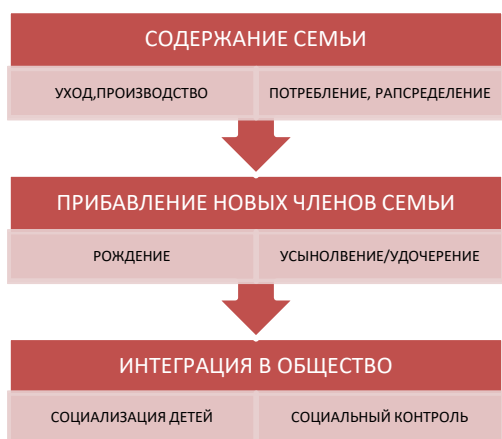 СОДЕРЖАНИЕ СЕМЬИ
УХОД,ПРОИЗВОДСТВО
ПОТРЕБЛЕНИЕ, РАПСРЕДЕЛЕНИЕ
ПРИБАВЛЕНИЕ НОВЫХ ЧЛЕНОВ СЕМЬИ
РОЖДЕНИЕ
УСЫНОЛВЕНИЕ/УДОЧЕРЕНИЕ
ИНТЕГРАЦИЯ В ОБЩЕСТВО
СОЦИАЛИЗАЦИЯ ДЕТЕЙ
СОЦИАЛЬНЫЙ КОНТРОЛЬ